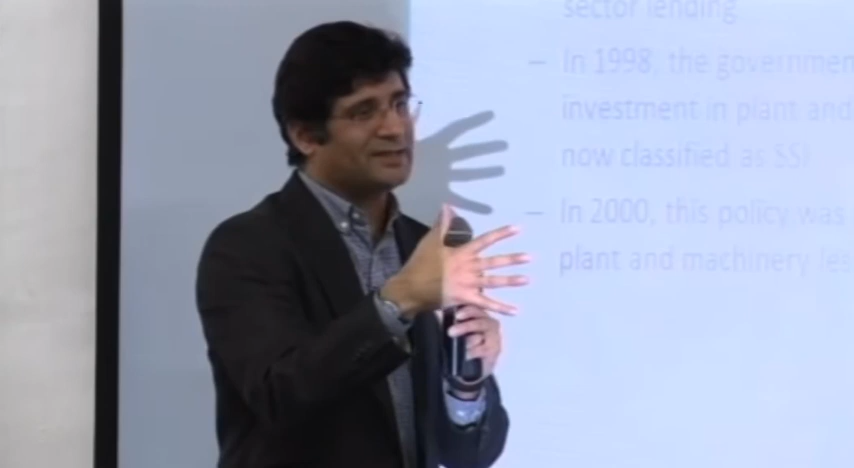 sector lending
– In 1998, the governmen
investment in plant and
now classified as SSI
– In 2000, this policy was
plant and machinery les